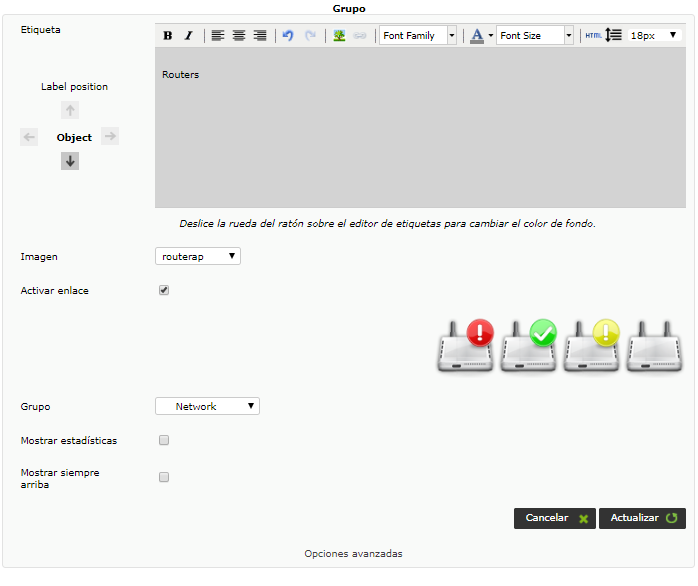 Grupo
Etiqueta
B I Font Family A Font Size HTML 18px
Routers
Label position
Object
Deslice la rueda del ratón sobre el editor de etiquetas para cambiar el color de fondo.
Imagen
routerap
Activar enlace
Grupo
Network
Mostrar estadísticas
Mostrar siempre
arriba
Cancelar
Actualizar
Opciones avanzadas